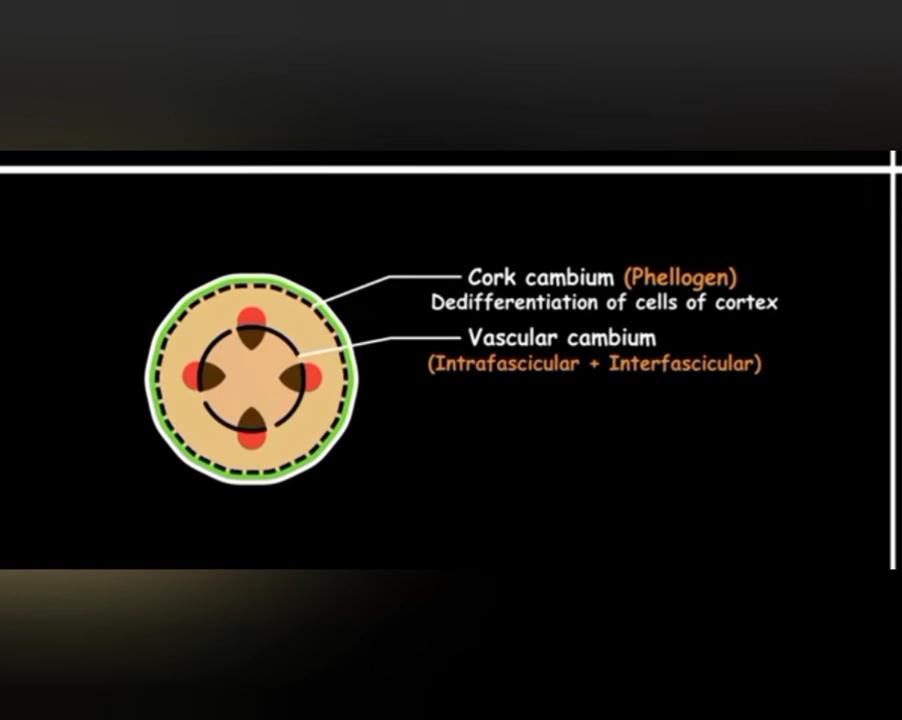 Cork cambium (Phellogen)
Dedifferentiation of cells of cortex
Vascular cambium
(Intrafascicular + Interfascicular)